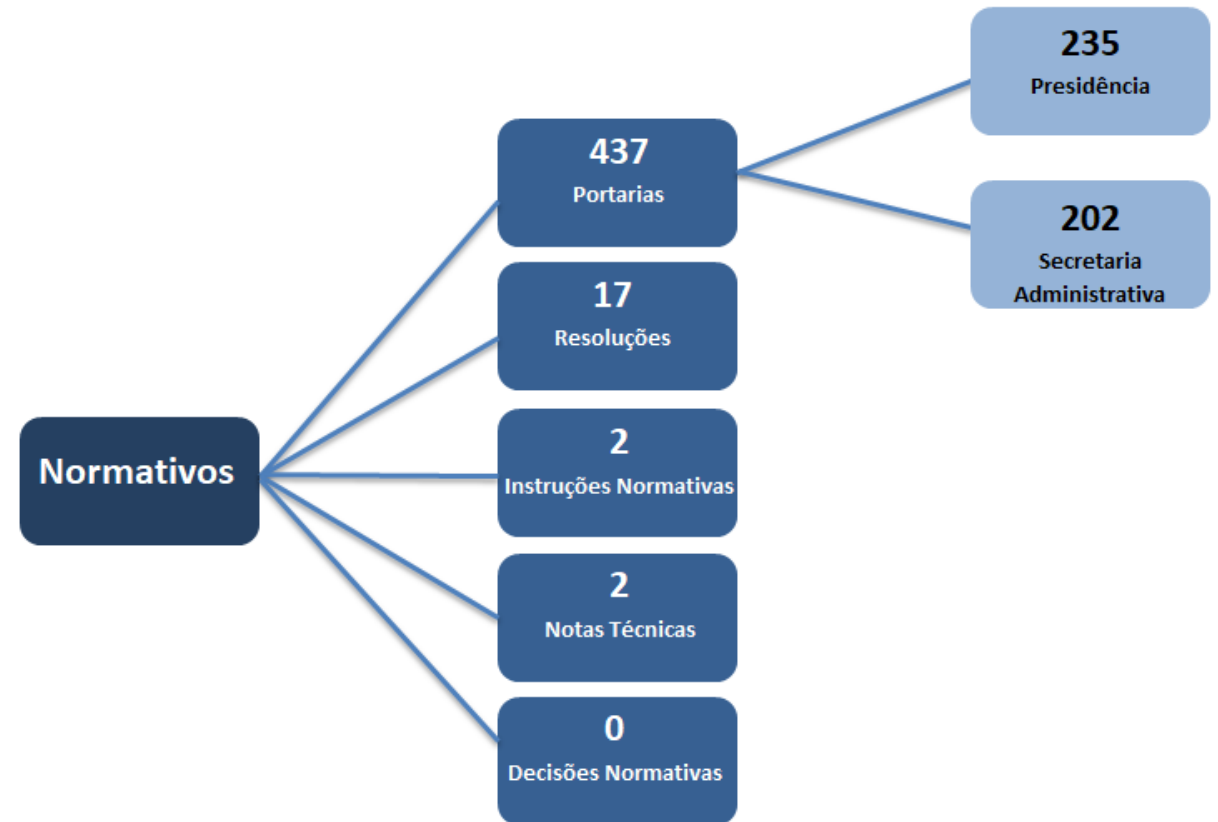 Normativos
437
Portarias
235
Presidência
202
Secretaria
Administrativa
17
Resoluções
2
Instruções Normativas
2
Notas Técnicas
0
Decisões Normativas